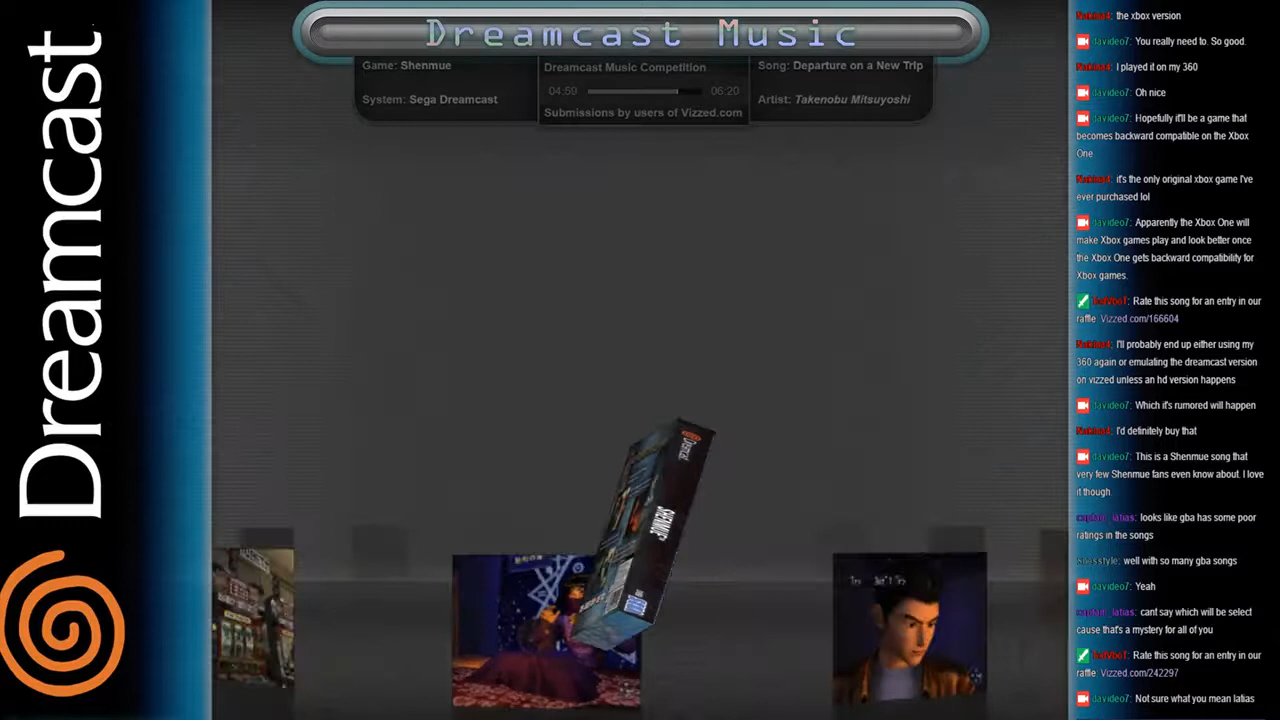 Dreamcast
Dreamcast Music
Game: Shenmue
System: Sega Dreamcast
Dreamcast Music Competition
04:59 06:20
Submissions by users of Vizzed.com
Song: Departure on a New Trip
Artist: Takenobu Mitsuyoshi
SHENMUE
the xbox version
davideo7: You really need to. So good.
I played it on my 360
davideo7: Oh nice
davideo7: Hopefully it'll be a game that
becomes backward compatible on the Xbox
One
it's the only original xbox game I've
ever purchased lol
davideo7: Apparently the Xbox One will
make Xbox games play and look better once
the Xbox One gets backward compatibility for
Xbox games.
Rate this song for an entry in our
raffle: Vizzed.com/166604
I'll probably end up either using my
360 again or emulating the dreamcast version
on vizzed unless an hd version happens
davideo7: Which it's rumored will happen
I'd definitely buy that
davideo7: This is a Shenmue song that
very few Shenmue fans even know about. I love
it though.
captain_latias: looks like gba has some poor
ratings in the songs
well with so many gba songs
davideo7: Yeah
captain_latias: cant say which will be select
cause that's a mystery for all of you
Rate this song for an entry in our
raffle: Vizzed.com/242297
davideo7: Not sure what you mean latias